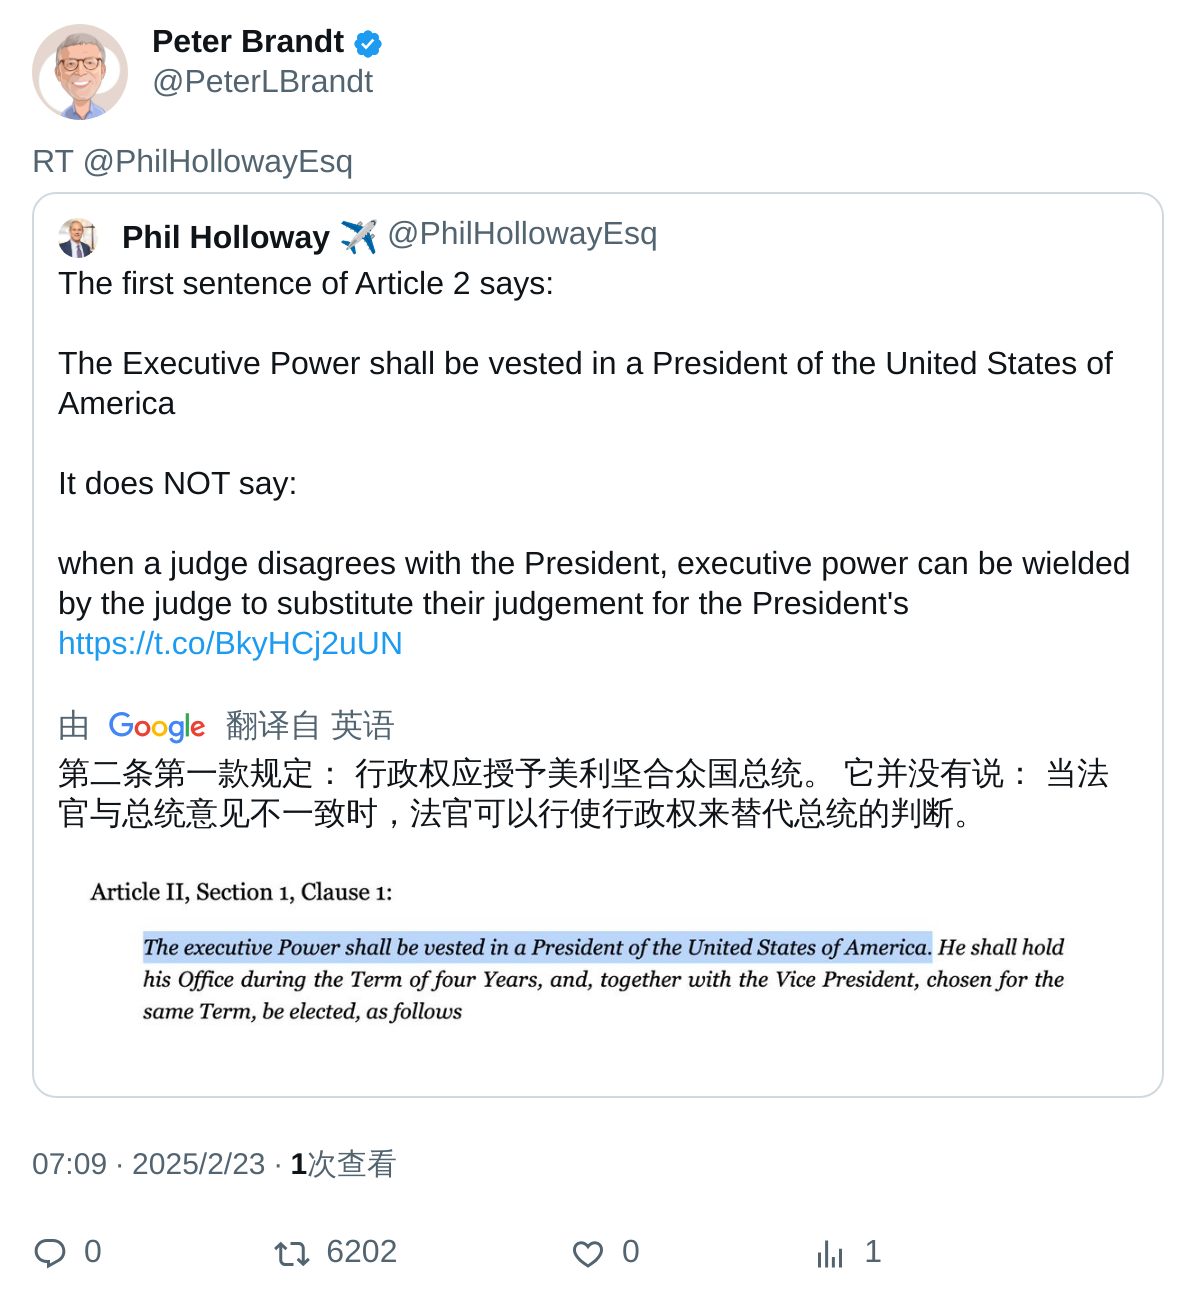 Peter Brandt
@PeterLBrandt
RT @PhilHollowayEsq
Phil Holloway ✈️ @PhilHollowayEsq
The first sentence of Article 2 says:
The Executive Power shall be vested in a President of the United States of
America
It does NOT say:
when a judge disagrees with the President, executive power can be wielded
by the judge to substitute their judgement for the President's
https://t.co/BkyHCj2uUN
由 Google 翻译自 英语
第二条第一款规定： 行政权应授予美利坚合众国总统。 它并没有说： 当法
官与总统意见不一致时，法官可以行使行政权来替代总统的判断。
Article II, Section 1, Clause 1:
The executive Power shall be vested in a President of the United States of America. He shall hold
his Office during the Term of four Years, and, together with the Vice President, chosen for the
same Term, be elected, as follows
07:09 · 2025/2/23 · 1次查看
0 6202 0 1